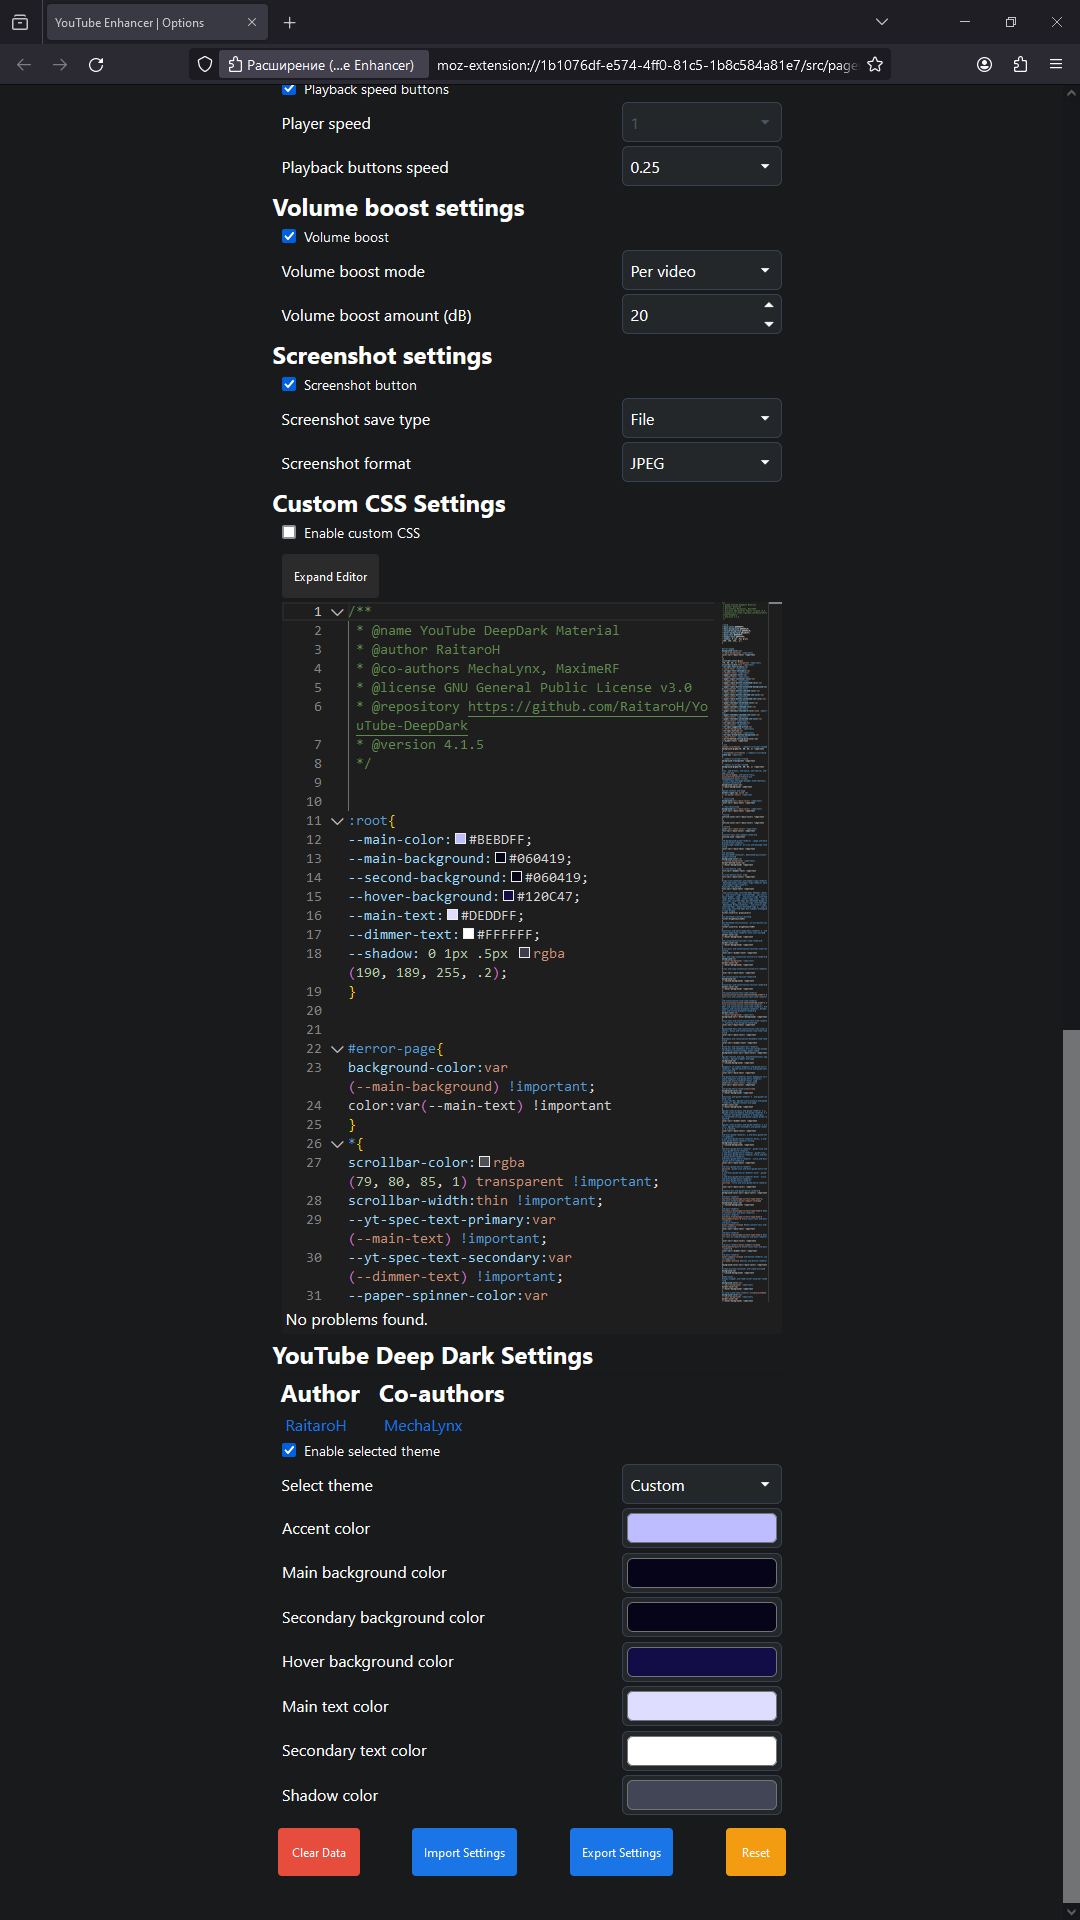 YouTube Enhancer | Options
Расширение (...e Enhancer)
moz-extension://1b1076df-e574-4ff0-81c5-1b8c584a81e7/src/page
Playback speed buttons
Player speed
1
Playback buttons speed
0.25
Volume boost settings
Volume boost
Volume boost mode
Per video
Volume boost amount (dB)
20
Screenshot settings
Screenshot button
Screenshot save type
File
Screenshot format
JPEG
Custom CSS Settings
Enable custom CSS
Expand Editor
1 /**
2 * @name YouTube DeepDark Material
3 * @author RaitaroH
4 * @co-authors MechaLynx, MaximeRF
5 * @license GNU General Public License v3.0
6 * @repository https://github.com/RaitaroH/Yo
uTube-DeepDark
7 * @version 4.1.5
8 */
9
10
11 :root{
12 --main-color:#BEBDFF;
13 --main-background:#060419;
14 --second-background:#060419;
15 --hover-background:#120C47;
16 --main-text:#DEDDFF;
17 --dimmer-text:#FFFFFF;
18 --shadow: 0 1px .5px rgba
(190, 189, 255, .2);
19 }
20
21
22 #error-page{
23 background-color:var
(--main-background) !important;
24 color:var(--main-text) !important
25 }
26 *{
27 scrollbar-color:rgba
(79, 80, 85, 1) transparent !important;
28 scrollbar-width:thin !important;
29 --yt-spec-text-primary:var
(--main-text) !important;
30 --yt-spec-text-secondary:var
(--dimmer-text) !important;
31 --paper-spinner-color:var
No problems found.
YouTube Deep Dark Settings
Author Co-authors
RaitaroH MechaLynx
Enable selected theme
Select theme
Custom
Accent color
Main background color
Secondary background color
Hover background color
Main text color
Secondary text color
Shadow color
Clear Data Import Settings Export Settings Reset